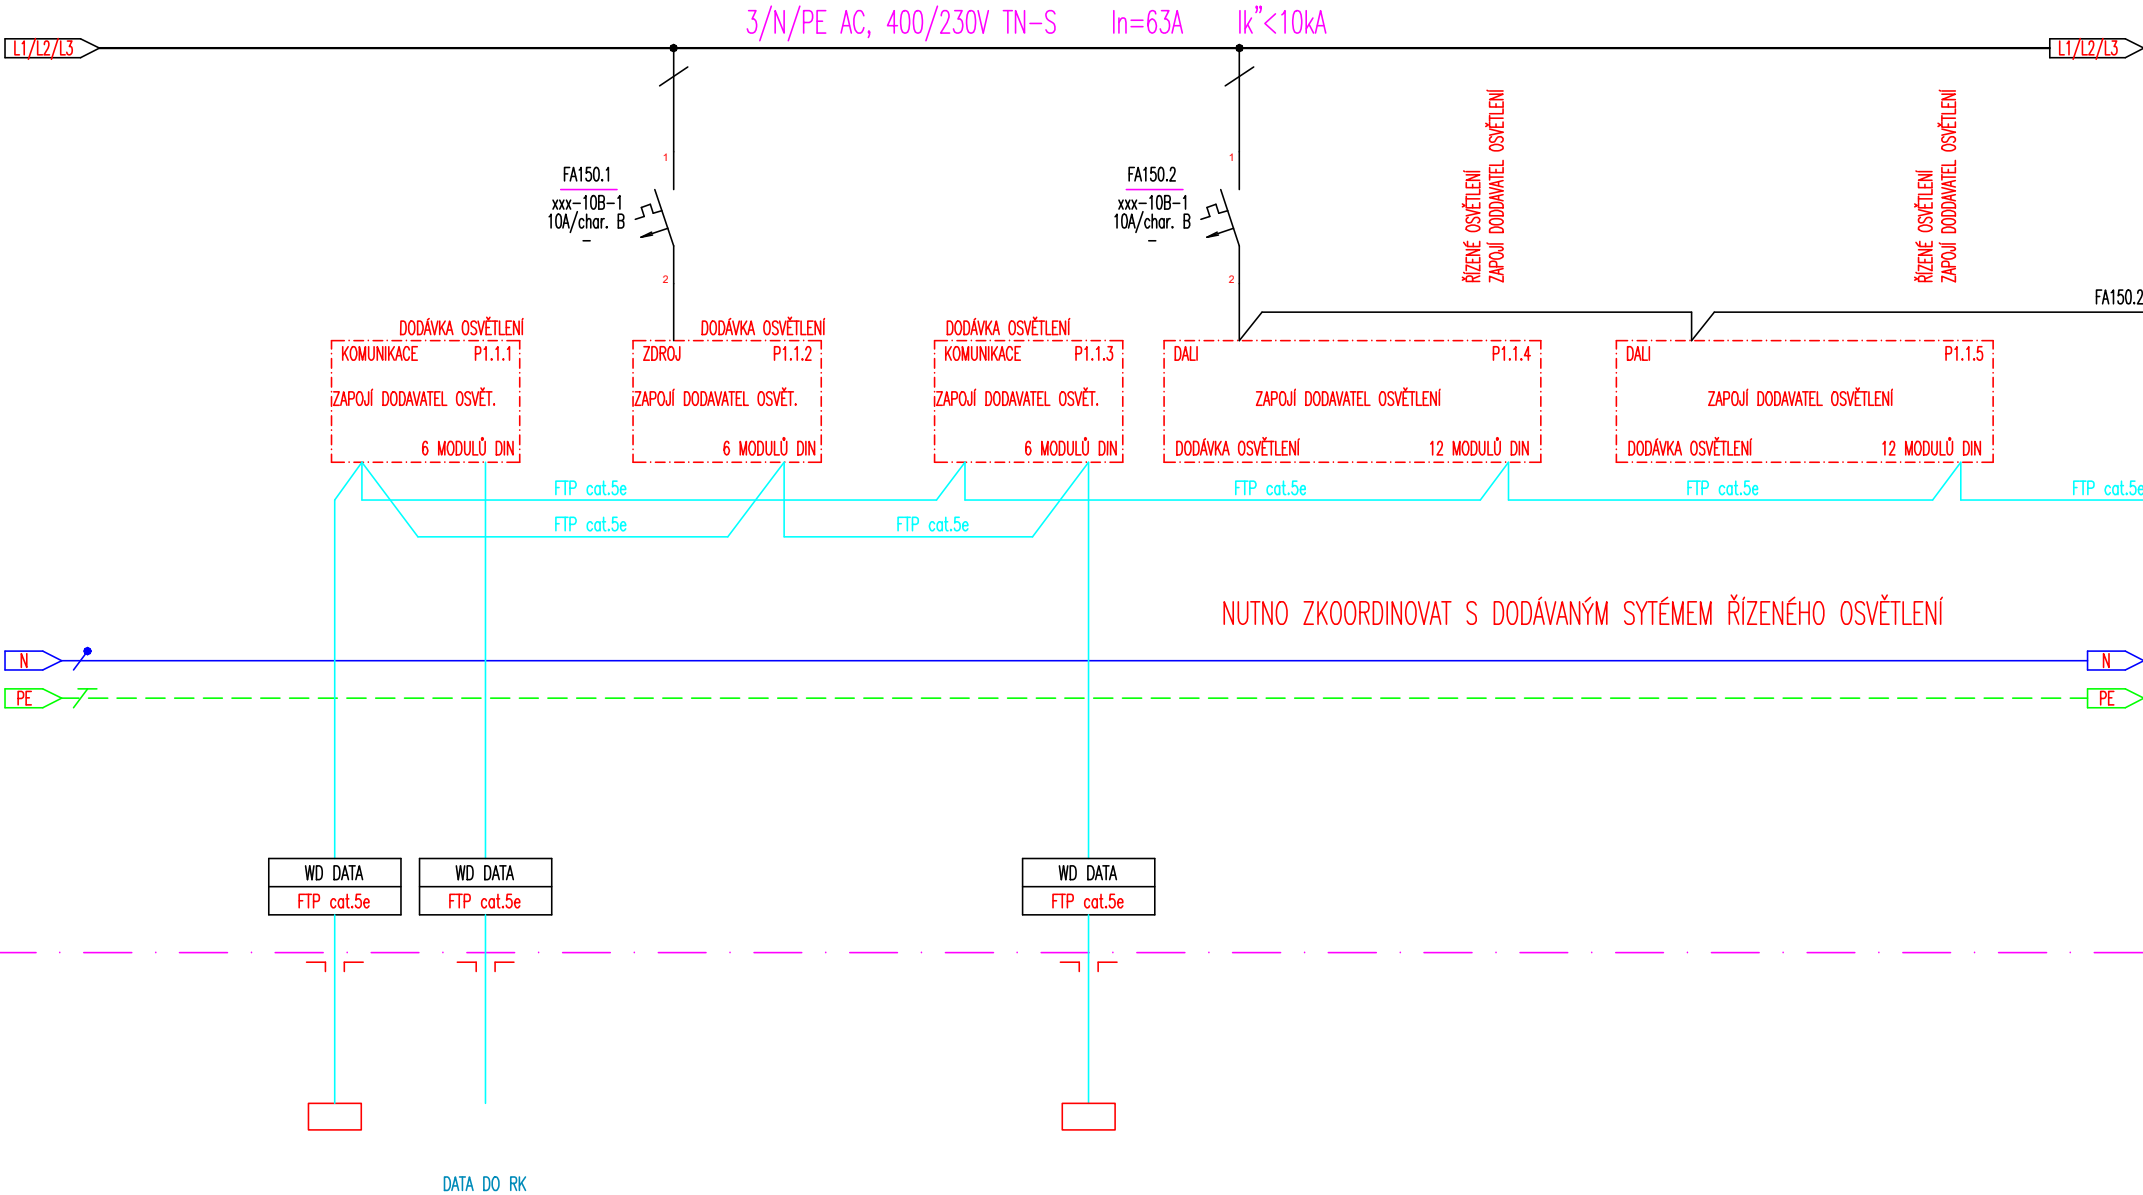 3/N/PE AC, 400/230V TN-S In=63A Ik"<10kA
L1/L2/L3
L1/L2/L3
1
FA150.1
xxx-10B-1
10A/char. B
-
2
1
FA150.2
xxx-10B-1
10A/char. B
-
2
ŘÍZENÉ OSVĚTLENÍ
ZAPOJÍ DODDAVATEL OSVĚTLENÍ
ŘÍZENÉ OSVĚTLENÍ
ZAPOJÍ DODDAVATEL OSVĚTLENÍ
FA150.2
DODÁVKA OSVĚTLENÍ
KOMUNIKACE P1.1.1
ZAPOJÍ DODAVATEL OSVĚT.
6 MODULŮ DIN
DODÁVKA OSVĚTLENÍ
ZDROJ P1.1.2
ZAPOJÍ DODAVATEL OSVĚT.
6 MODULŮ DIN
DODÁVKA OSVĚTLENÍ
KOMUNIKACE P1.1.3
ZAPOJÍ DODAVATEL OSVĚT.
6 MODULŮ DIN
DALI P1.1.4
ZAPOJÍ DODAVATEL OSVĚTLENÍ
DODÁVKA OSVĚTLENÍ 12 MODULŮ DIN
DALI P1.1.5
ZAPOJÍ DODAVATEL OSVĚTLENÍ
DODÁVKA OSVĚTLENÍ 12 MODULŮ DIN
FTP cat.5e
FTP cat.5e
FTP cat.5e
FTP cat.5e
FTP cat.5e
FTP cat.5e
NUTNO ZKOORDINOVAT S DODÁVANÝM SYTÉMEM ŘÍZENÉHO OSVĚTLENÍ
N
N
PE
PE
WD DATA
FTP cat.5e
WD DATA
FTP cat.5e
WD DATA
FTP cat.5e
DATA DO RK